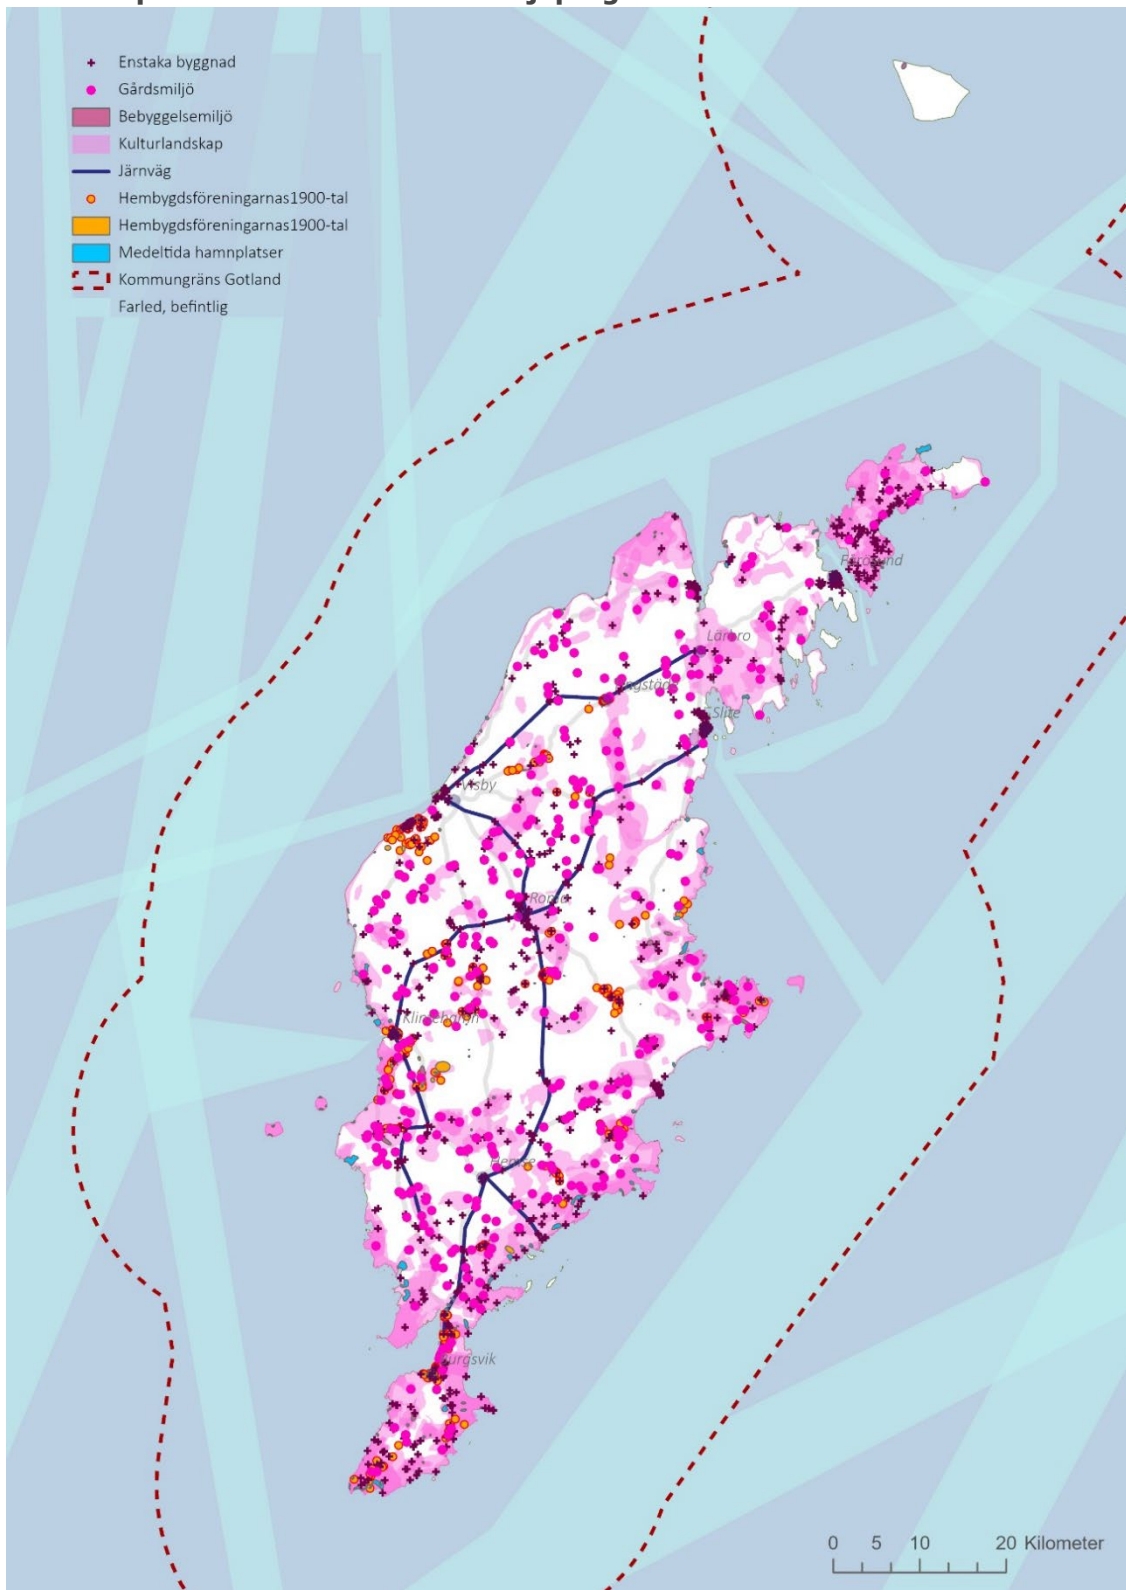 Enstaka byggnad
Gårdsmiljö
Bebyggelsemiljö
Kulturlandskap
Järnväg
Hembygdsföreningarnas1900-tal
Hembygdsföreningarnas1900-tal
Medeltida hamnplatser
Kommungräns Gotland
Farled, befintlig
Fårösund
Lärbro
Slite
Visby
Roma
Klintehamn
Hemse
Burgsvik
0 5 10 20 Kilometer